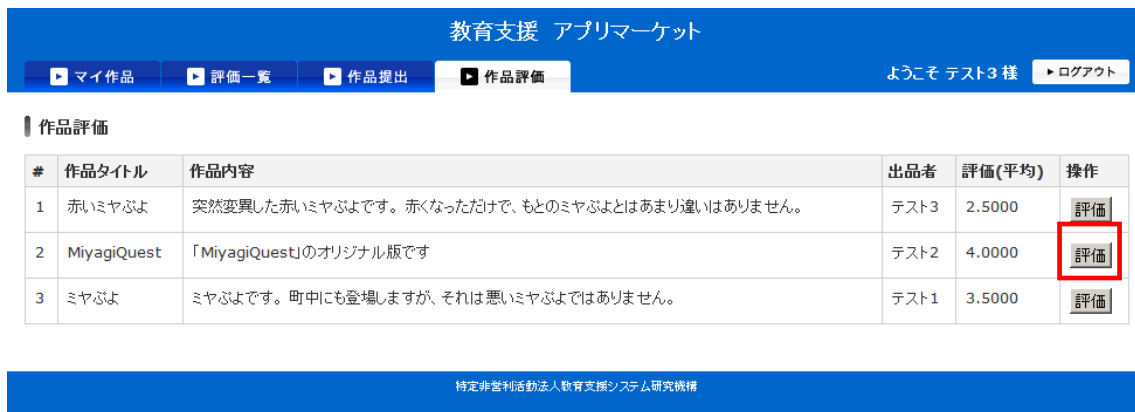 教育支援 アプリマーケット
マイ作品 評価一覧 作品提出 作品評価 ようこそ テスト3 様 ログアウト
作品評価
# 作品タイトル 作品内容 出品者 評価(平均) 操作
1 赤いミヤぶよ 突然変異した赤いミヤぶよです。赤くなっただけで、もとのミヤぶよとはあまり違いはありません。 テスト3 2.5000 評価
2 MiyagiQuest 「MiyagiQuest」のオリジナル版です テスト2 4.0000 評価
3 ミヤぶよ ミヤぶよです。町中にも登場しますが、それは悪いミヤぶよではありません。 テスト1 3.5000 評価
特定非営利活動法人教育支援システム研究機構